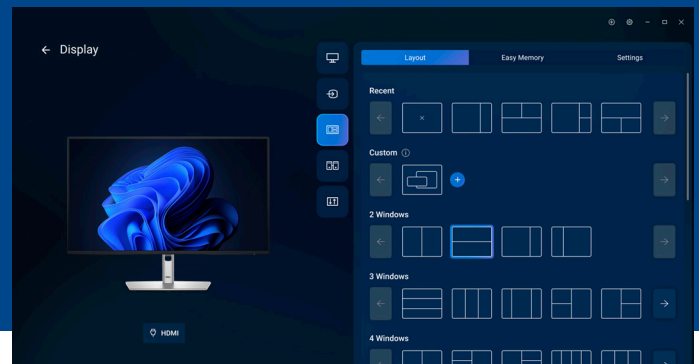 Display
Layout
Easy Memory
Settings
Recent
Custom
2 Windows
3 Windows
4 Windows
HDMI